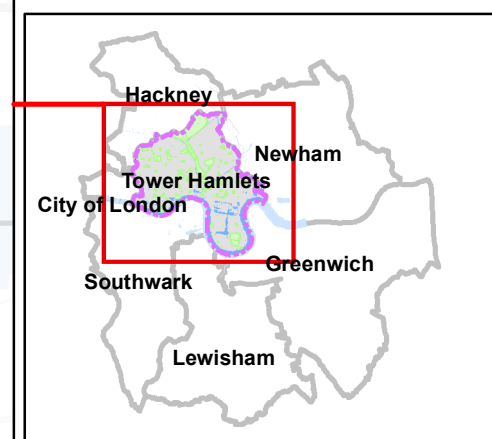 Hackney
Newham
Tower Hamlets
City of London
Greenwich
Southwark
Lewisham